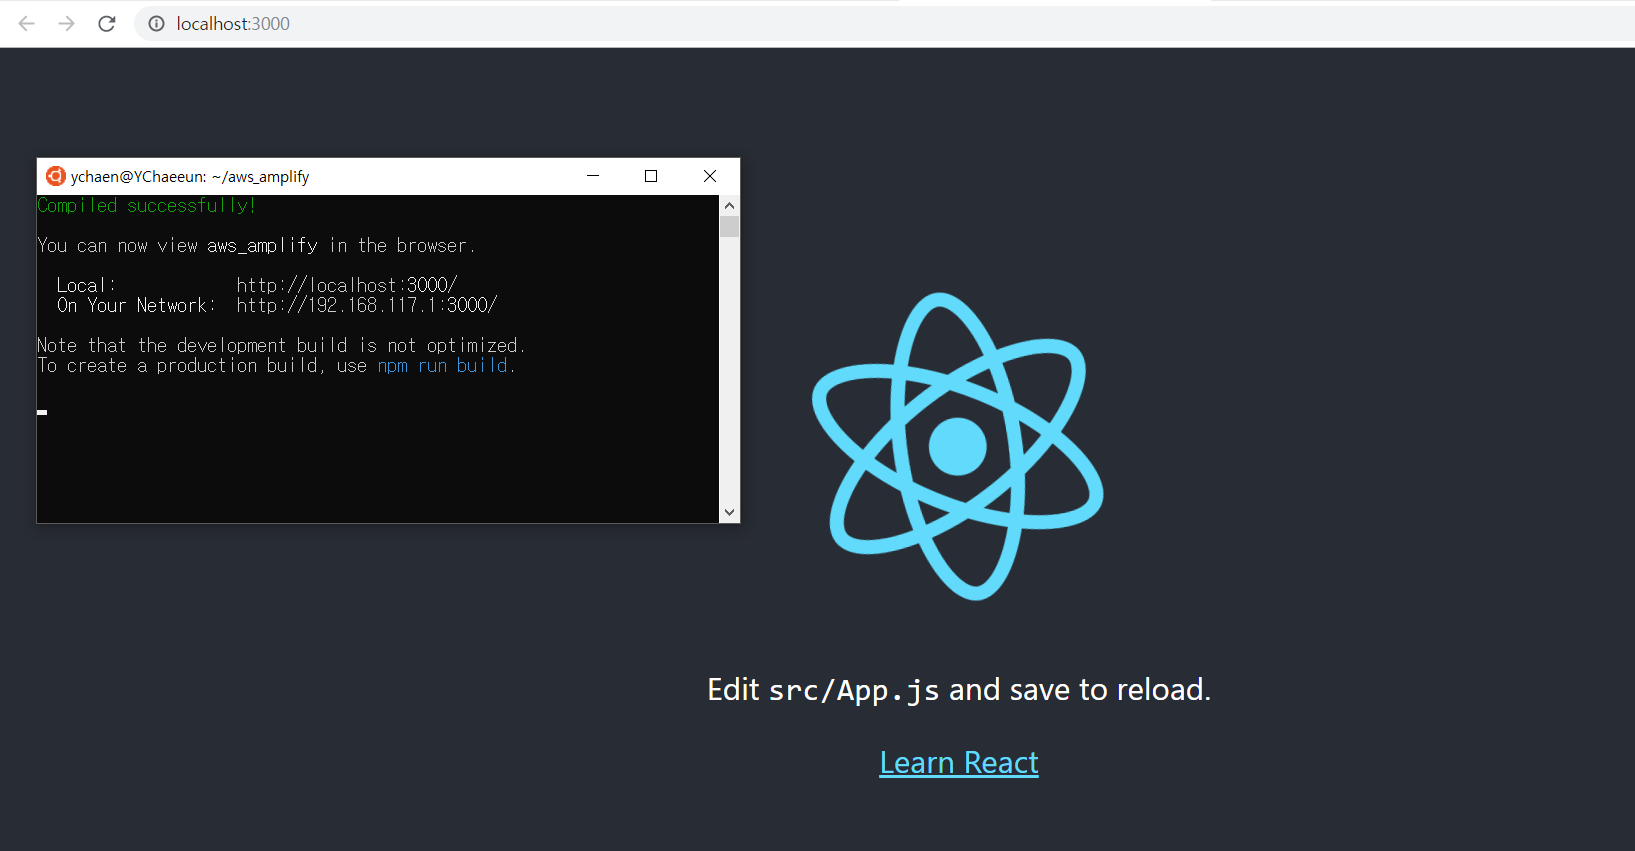 localhost:3000
ychaen@YChaeeun: ~/aws_amplify
Compiled successfully!
You can now view aws_amplify in the browser.
Local: http://localhost:3000/
On Your Network: http://192.168.117.1:3000/
Note that the development build is not optimized.
To create a production build, use npm run build.
Edit src/App.js and save to reload.
Learn React